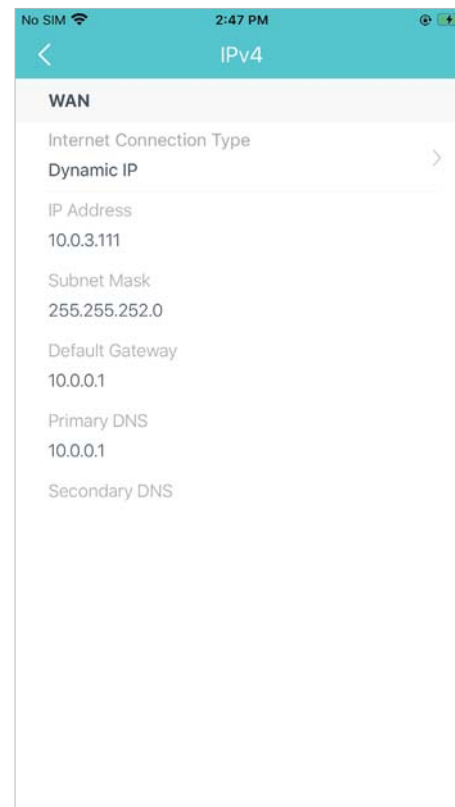 No SIM 2:47 PM
IPv4
WAN
Internet Connection Type
Dynamic IP
IP Address
10.0.3.111
Subnet Mask
255.255.252.0
Default Gateway
10.0.0.1
Primary DNS
10.0.0.1
Secondary DNS